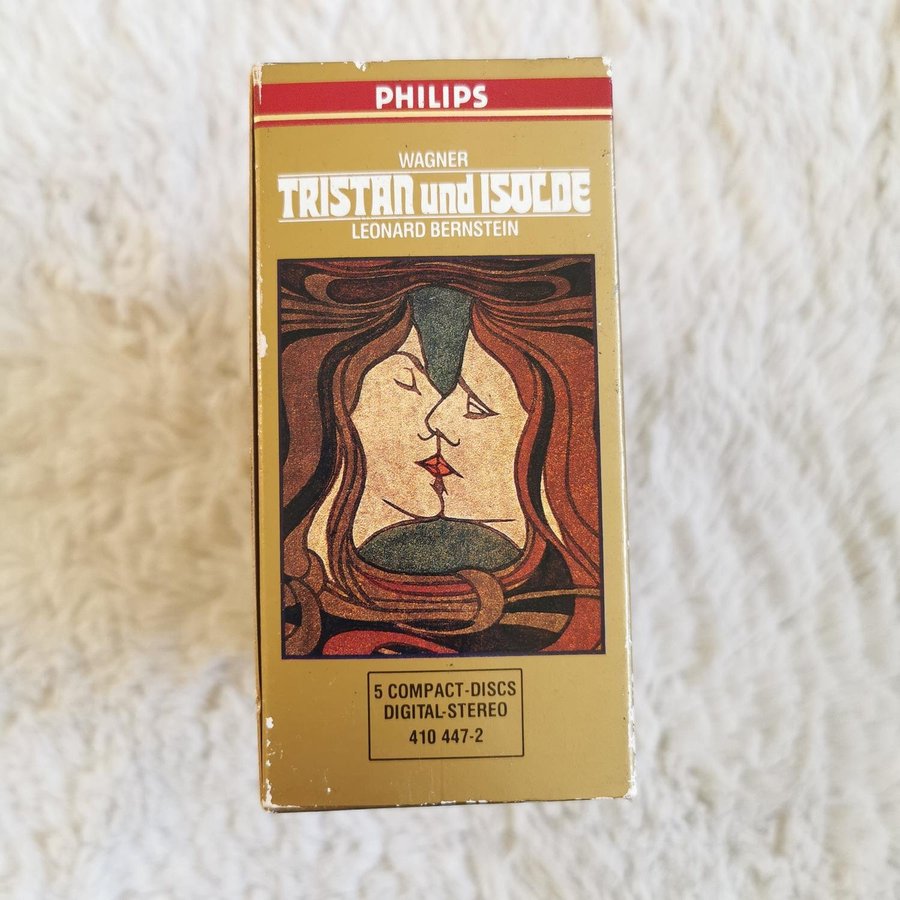 PHILIPS
WAGNER
TRISTAN und ISOLDE
LEONARD BERNSTEIN
5 COMPACT-DISCS
DIGITAL-STEREO
410 447-2